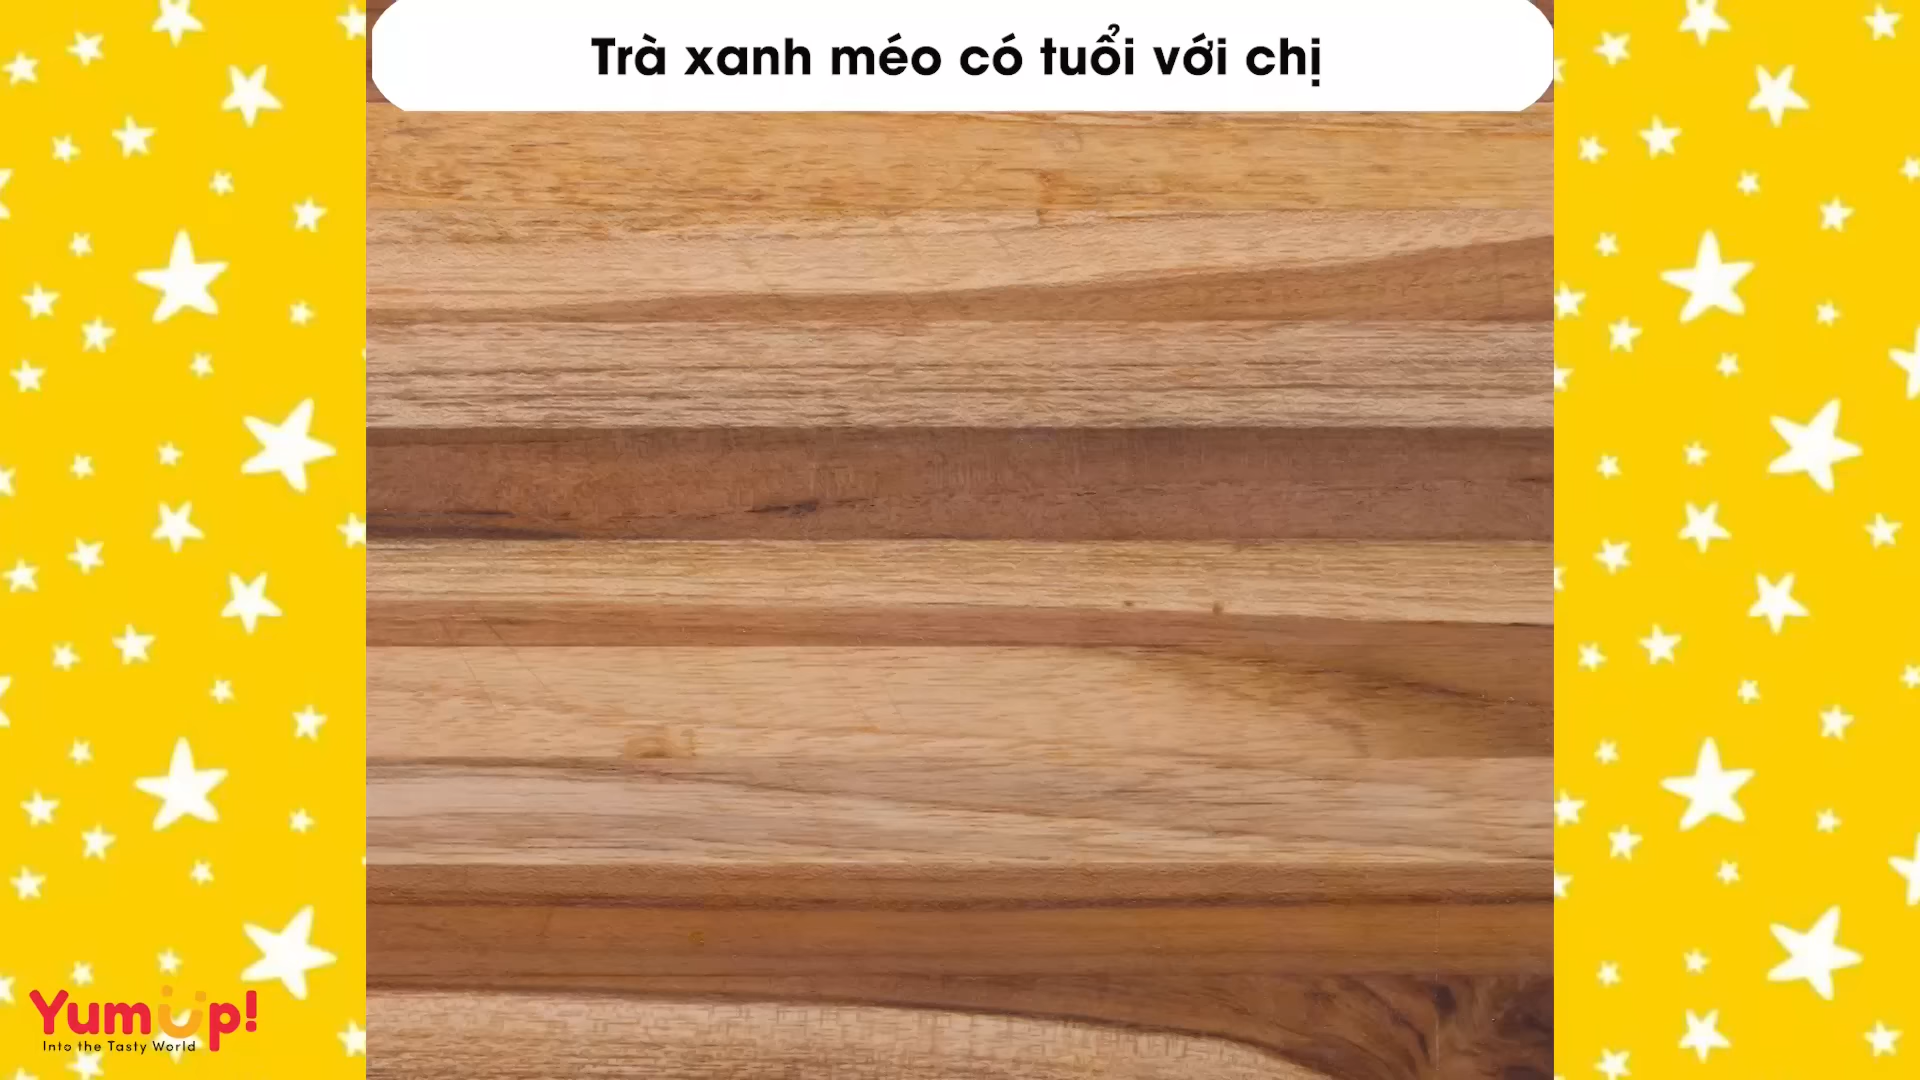 Trà xanh méo có tuổi với chị
YumUp!
Into the Tasty World